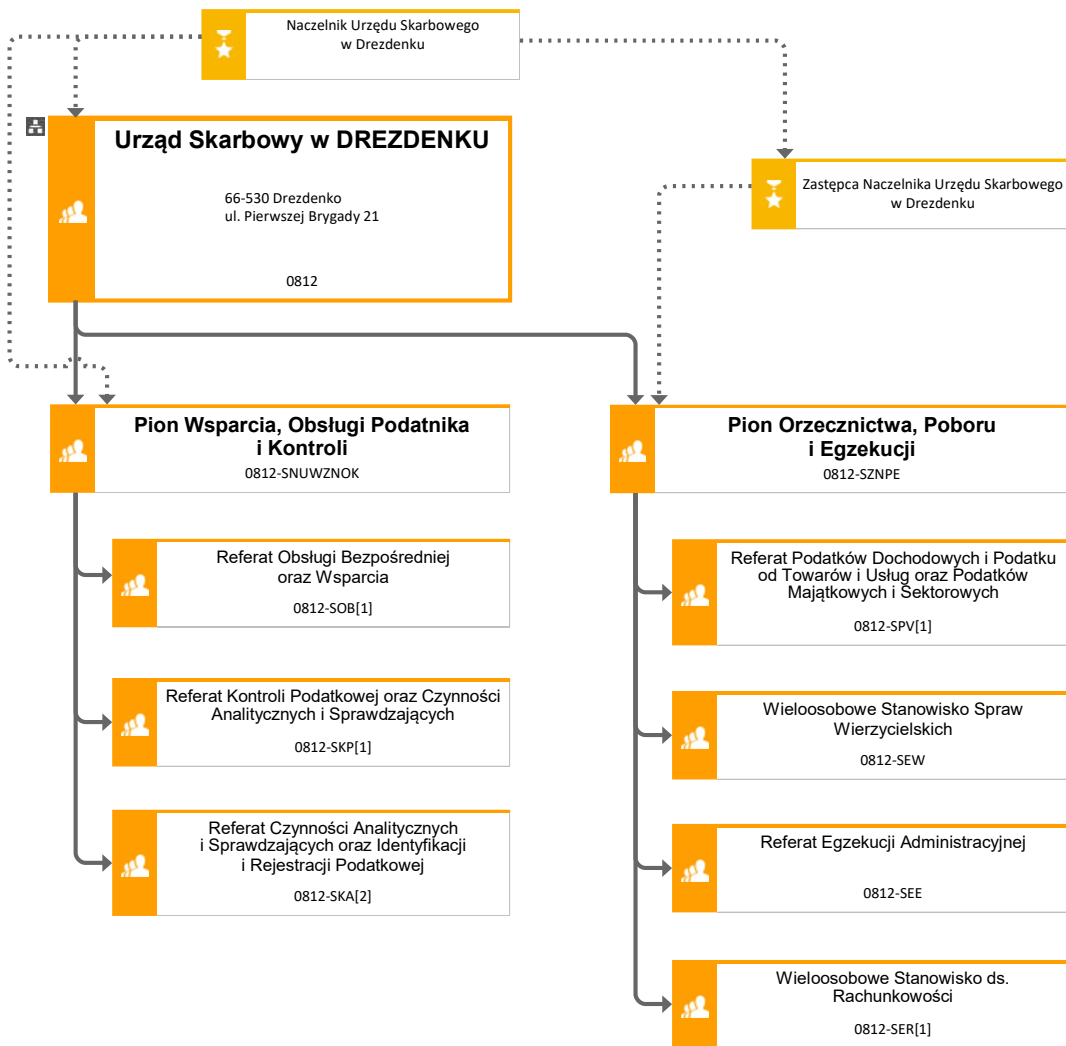 Naczelnik Urzędu Skarbowego
w Drezdenku
Urząd Skarbowy w DREZDENKU
66-530 Drezdenko
ul. Pierwszej Brygady 21
0812
Zastępca Naczelnika Urzędu Skarbowego
w Drezdenku
Pion Wsparcia, Obsługi Podatnika
i Kontroli
0812-SNUWZNOK
Referat Obsługi Bezpośredniej
oraz Wsparcia
0812-SOB[1]
Referat Kontroli Podatkowej oraz Czynności
Analitycznych i Sprawdzających
0812-SKP[1]
Referat Czynności Analitycznych
i Sprawdzających oraz Identyfikacji
i Rejestracji Podatkowej
0812-SKA[2]
Pion Orzecznictwa, Poboru
i Egzekucji
0812-SZNPE
Referat Podatków Dochodowych i Podatku
od Towarów i Usług oraz Podatków
Majątkowych i Sektorowych
0812-SPV[1]
Wieloosobowe Stanowisko Spraw
Wierzycielskich
0812-SEW
Referat Egzekucji Administracyjnej
0812-SEE
Wieloosobowe Stanowisko ds.
Rachunkowości
0812-SER[1]